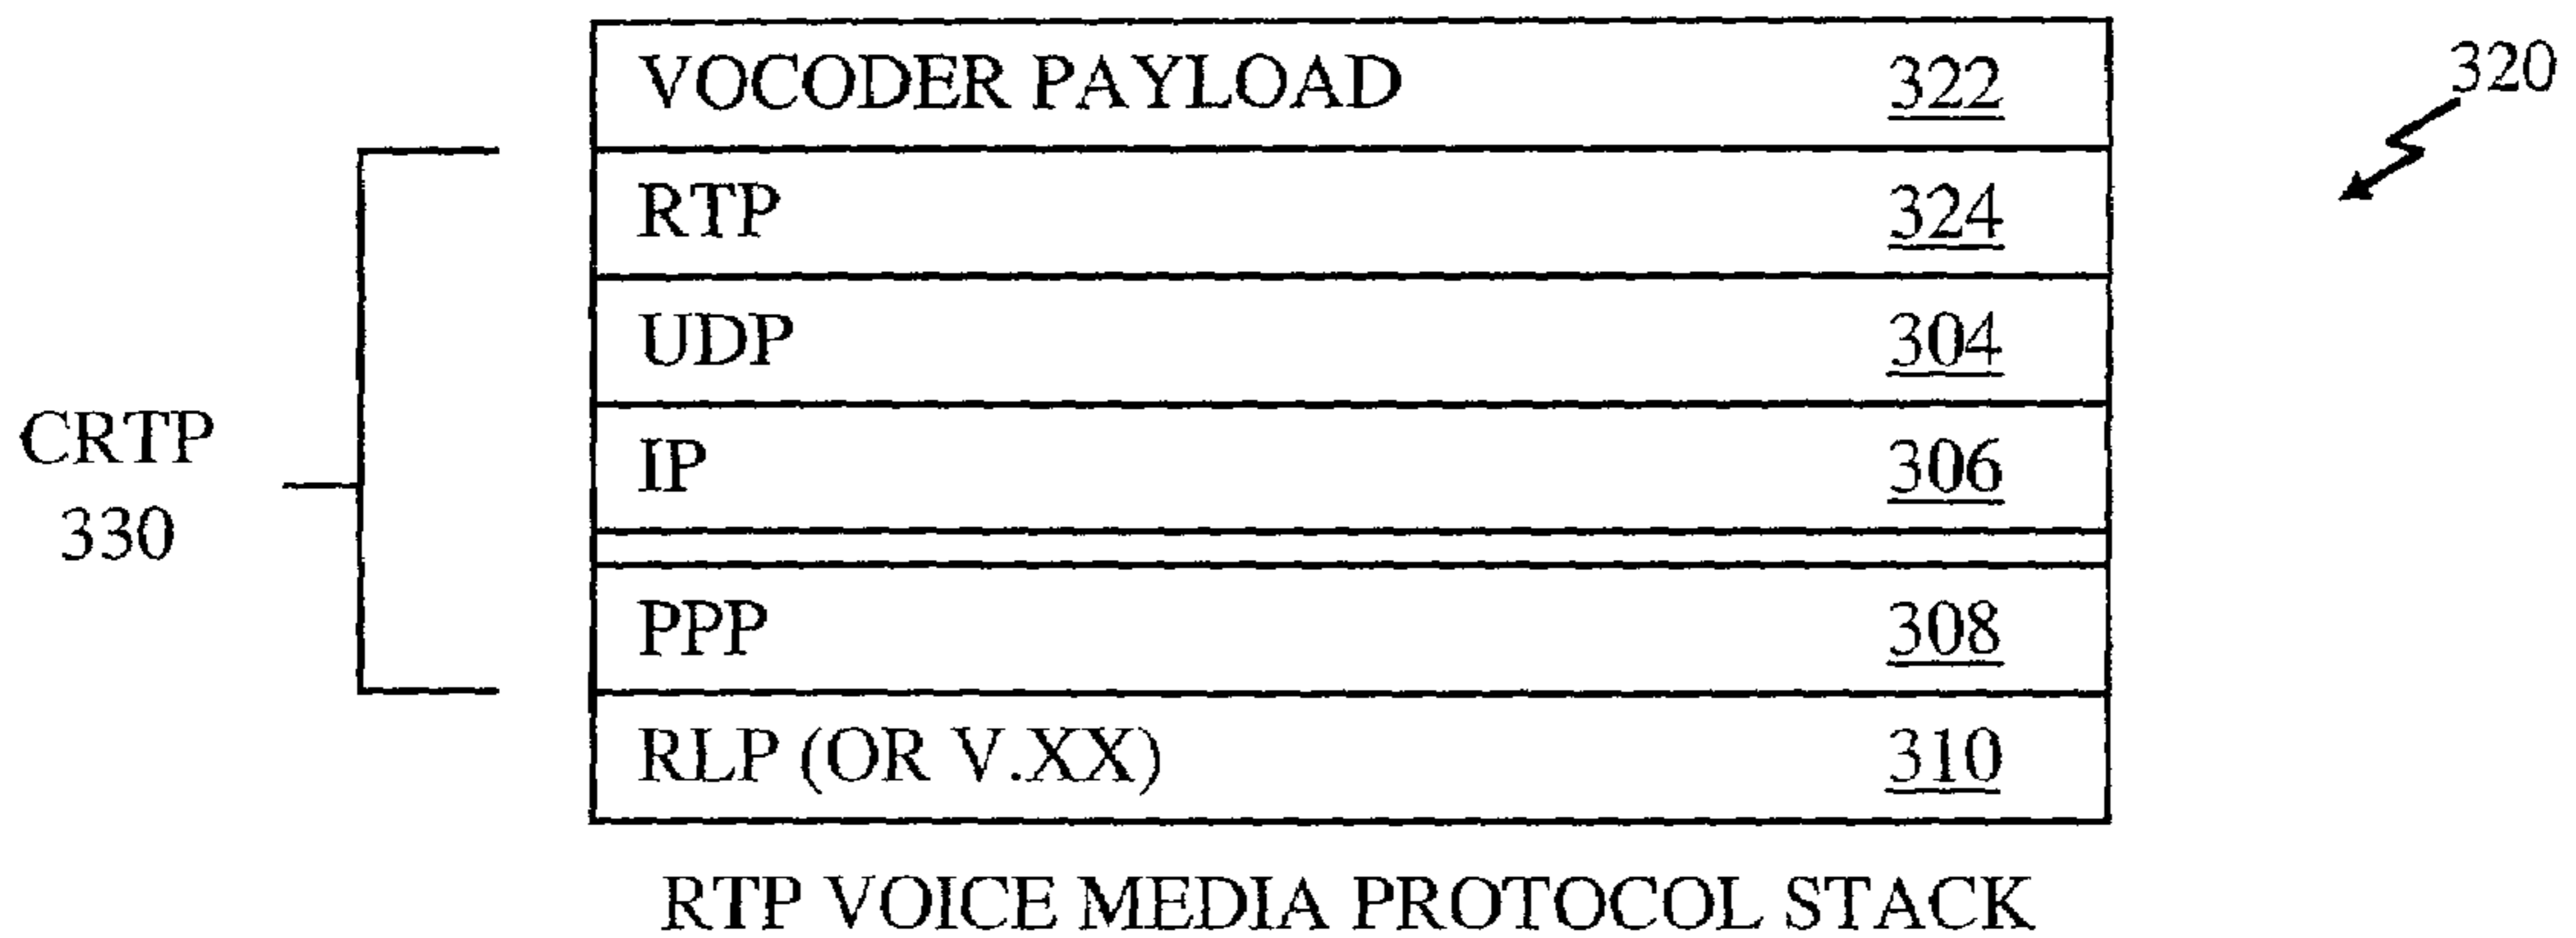 VOCODER PAYLOAD 322
320
RTP 324
UDP 304
IP 306
CRTP
330
PPP 308
RLP (OR V.XX) 310
RTP VOICE MEDIA PROTOCOL STACK